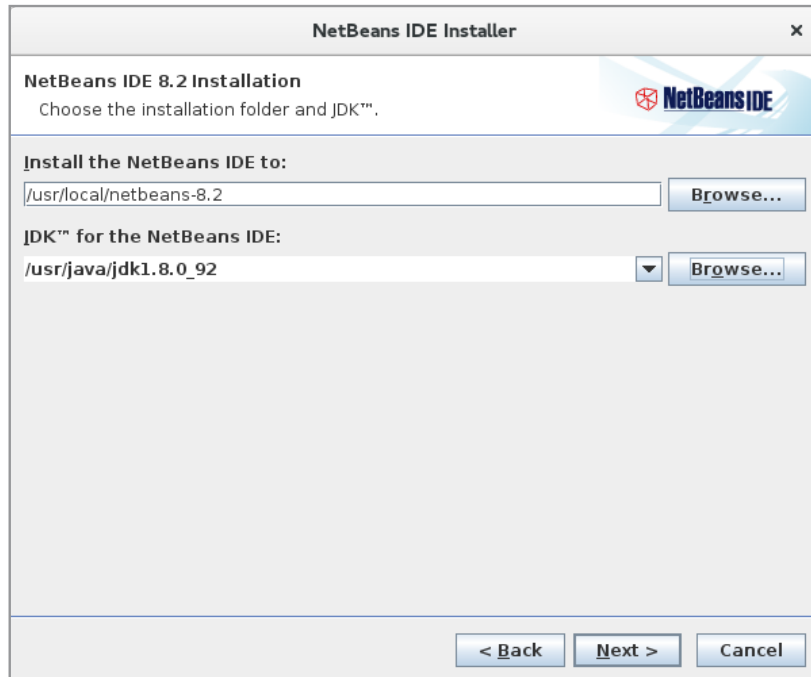 NetBeans IDE Installer
×
NetBeans IDE 8.2 Installation
Choose the installation folder and JDK™.
NetBeans IDE
Install the NetBeans IDE to:
/usr/local/netbeans-8.2
Browse...
JDK™ for the NetBeans IDE:
/usr/java/jdk1.8.0_92
Browse...
< Back
Next >
Cancel